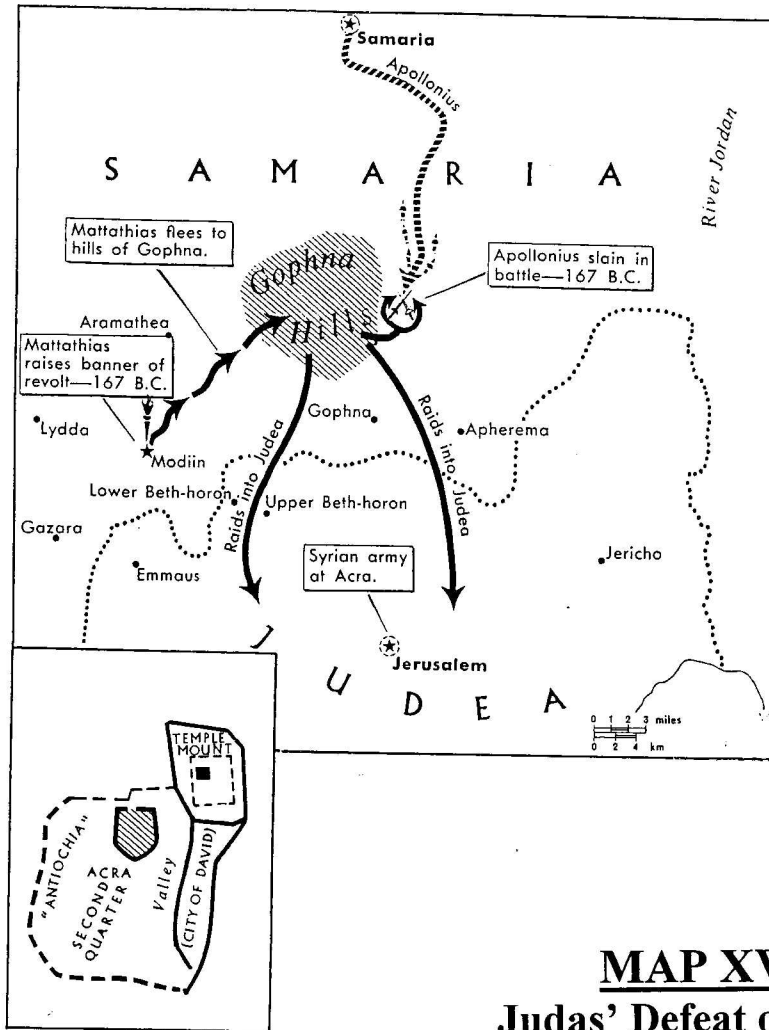 Samaria
Apollonius
SAMARIA
River Jordan
Mattathias flees to
hills of Gophna.
Gophna
Hills
Apollonius slain in
battle—167 B.C.
Aramathea
Mattathias
raises banner of
revolt—167 B.C.
Lydda
Modiin
Gophna
Apherema
Raids into Judea
Raids into Judea
Lower Beth-horon
Upper Beth-horon
Gazara
Emmaus
Syrian army
at Acra.
Jericho
Jerusalem
JUDEA
0 1 2 3 miles
0 2 4 km
TEMPLE
MOUNT
"ANTIOCHIA"
ACRA
SECOND
QUARTER
Valley
(CITY OF DAVID)
MAP XV
Judas' Defeat o